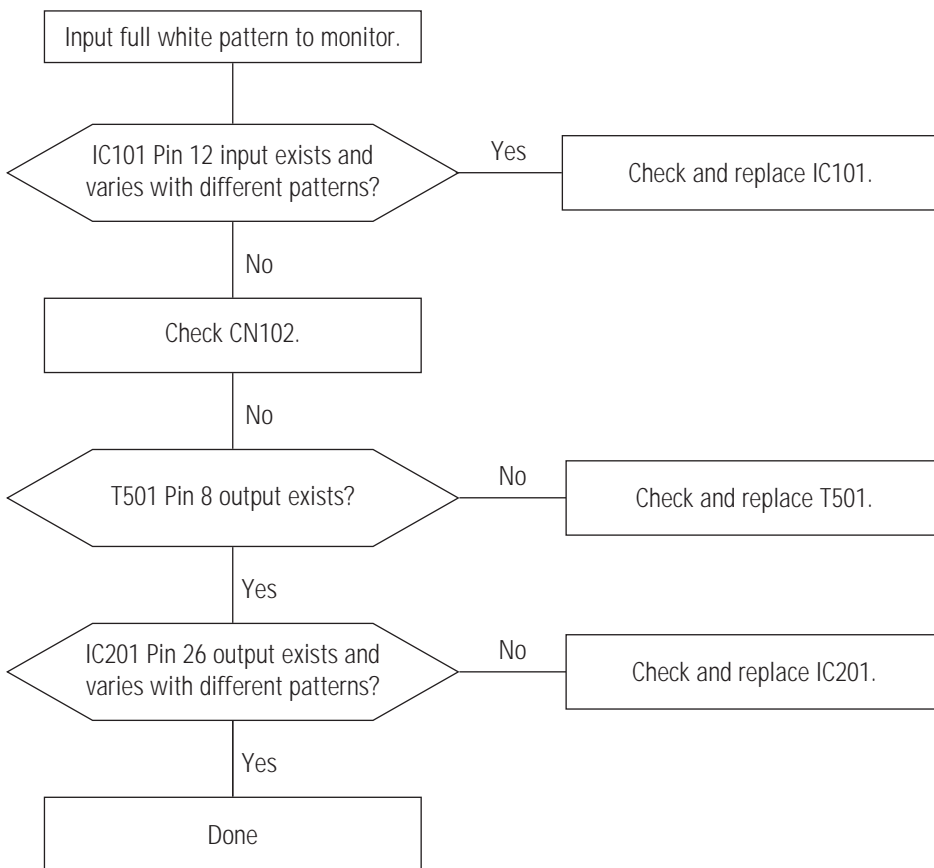 Input full white pattern to monitor.
IC101 Pin 12 input exists and
varies with different patterns?
Yes
Check and replace IC101.
No
Check CN102.
No
T501 Pin 8 output exists?
No
Check and replace T501.
Yes
IC201 Pin 26 output exists and
varies with different patterns?
No
Check and replace IC201.
Yes
Done